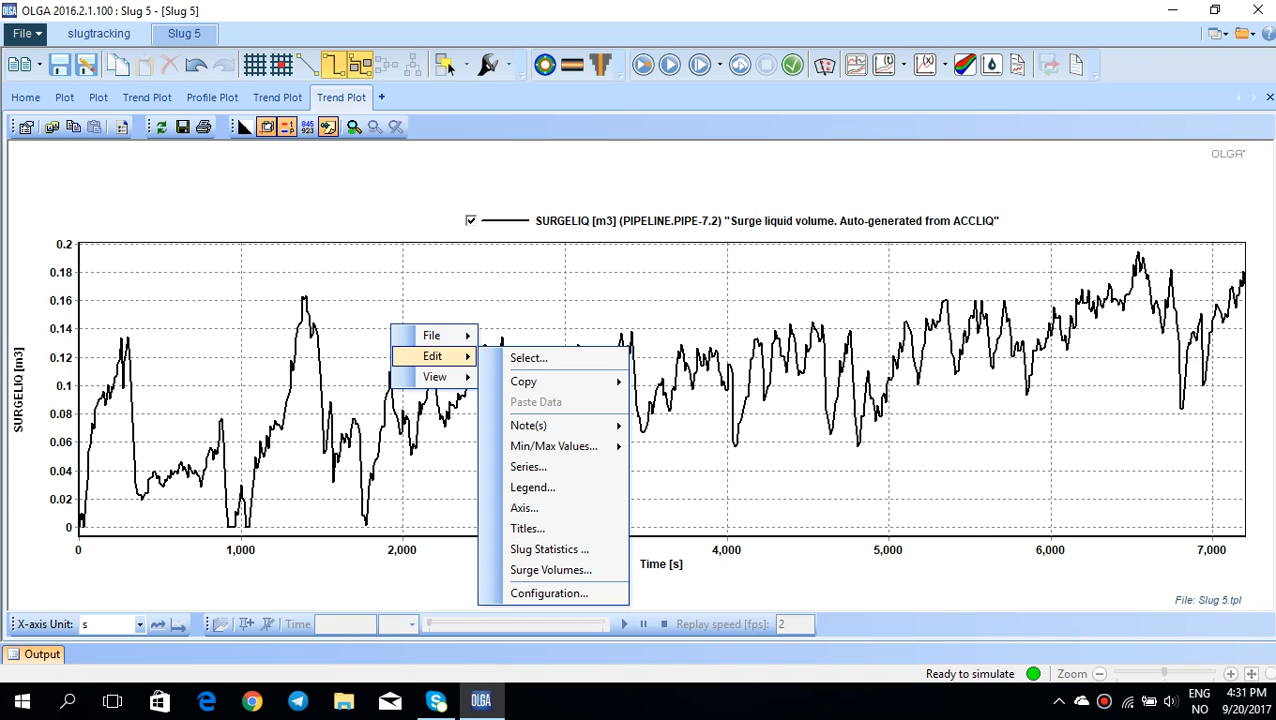 OLGA 2016.2.1.100 : Slug 5 - [Slug 5]
File
slugtracking
Slug 5
Home
Plot
Plot
Trend Plot
Profile Plot
Trend Plot
Trend Plot
+
845
923
OLGA
SURGELIQ [m3] (PIPELINE.PIPE-7.2) "Surge liquid volume. Auto-generated from ACCLIQ"
0.2
0.18
0.16
0.14
0.12
0.1
0.08
0.06
0.04
0.02
0
SURGELIQ [m3]
File
Edit
View
Select...
Copy
Paste Data
Note(s)
Min/Max Values...
Series...
Legend...
Axis...
Titles...
Slug Statistics ...
Surge Volumes...
Configuration...
0
1,000
2,000
4,000
5,000
6,000
7,000
Time [s]
File: Slug 5.tpl
X-axis Unit:
s
Time
Replay speed [fps]:
2
Output
Ready to simulate
Zoom
OLGA
ENG
NO
4:31 PM
9/20/2017